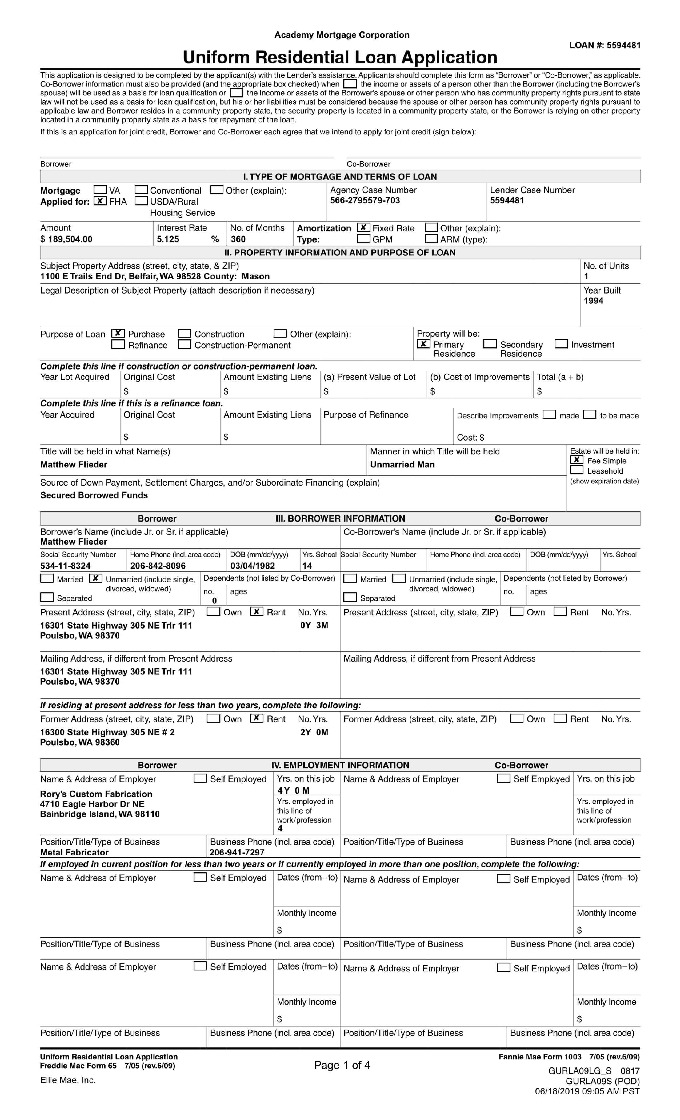 Academy Mortgage Corporation
LOAN #: 5594481
Uniform Residential Loan Application
This application is designed to be completed by the applicant(s) with the Lender's assistance. Applicants should complete this form as "Borrower" or "Co-Borrower," as applicable.
Co-Borrower information must also be provided (and the appropriate box checked) when the income or assets of a person other than the Borrower (including the Borrower's
spouse) will be used as a basis for loan qualification or the income or assets of the Borrower's spouse or other person who has community property rights pursuant to state
law will not be used as a basis for loan qualification, but his or her liabilities must be considered because the spouse or other person has community property rights pursuant to
applicable law and Borrower resides in a community property state, the security property is located in a community property state, or the Borrower is relying on other property
located in a community property state as a basis for repayment of the loan.
If this is an application for joint credit, Borrower and Co-Borrower each agree that we intend to apply for joint credit (sign below):
Borrower Co-Borrower
I. TYPE OF MORTGAGE AND TERMS OF LOAN
Mortgage VA Conventional Other (explain): Agency Case Number Lender Case Number
Applied for: X FHA USDA/Rural 566-2795579-703 5594481
Housing Service
Amount Interest Rate No. of Months Amortization X Fixed Rate Other (explain):
$ 189,504.00 5.125 % 360 Type: GPM ARM (type):
II. PROPERTY INFORMATION AND PURPOSE OF LOAN
Subject Property Address (street, city, state, & ZIP) No. of Units
1100 E Trails End Dr, Belfair, WA 98528 County: Mason 1
Legal Description of Subject Property (attach description if necessary) Year Built
1994
Purpose of Loan X Purchase Construction Other (explain): Property will be:
Refinance Construction-Permanent X Primary Residence Secondary Residence Investment
Complete this line if construction or construction-permanent loan.
Year Lot Acquired Original Cost Amount Existing Liens (a) Present Value of Lot (b) Cost of Improvements Total (a + b)
$ $ $ $ $
Complete this line if this is a refinance loan.
Year Acquired Original Cost Amount Existing Liens Purpose of Refinance Describe Improvements made to be made
$ $ Cost: $
Title will be held in what Name(s) Manner in which Title will be held Estate will be held in:
Matthew Flieder Unmarried Man X Fee Simple
Leasehold
Source of Down Payment, Settlement Charges, and/or Subordinate Financing (explain) (show expiration date)
Secured Borrowed Funds
Borrower III. BORROWER INFORMATION Co-Borrower
Borrower's Name (include Jr. or Sr. if applicable) Co-Borrower's Name (include Jr. or Sr. if applicable)
Matthew Flieder
Social Security Number Home Phone (incl. area code) DOB (mm/dd/yyyy) Yrs. School Social Security Number Home Phone (incl. area code) DOB (mm/dd/yyyy) Yrs. School
534-11-8324 206-842-8096 03/04/1982 14
Married X Unmarried (include single, Dependents (not listed by Co-Borrower) Married Unmarried (include single, Dependents (not listed by Borrower)
divorced, widowed) no. ages divorced, widowed) no. ages
Separated 0 Separated
Present Address (street, city, state, ZIP) Own X Rent No. Yrs. Present Address (street, city, state, ZIP) Own Rent No. Yrs.
16301 State Highway 305 NE Trlr 111 0Y 3M
Poulsbo, WA 98370
Mailing Address, if different from Present Address Mailing Address, if different from Present Address
16301 State Highway 305 NE Trlr 111
Poulsbo, WA 98370
If residing at present address for less than two years, complete the following:
Former Address (street, city, state, ZIP) Own X Rent No. Yrs. Former Address (street, city, state, ZIP) Own Rent No. Yrs.
16300 State Highway 305 NE # 2 2Y 0M
Poulsbo, WA 98360
Borrower IV. EMPLOYMENT INFORMATION Co-Borrower
Name & Address of Employer Self Employed Yrs. on this job Name & Address of Employer Self Employed Yrs. on this job
4Y 0M
Rory's Custom Fabrication Yrs. employed in Yrs. employed in
4710 Eagle Harbor Dr NE this line of this line of
Bainbridge Island, WA 98110 work/profession work/profession
4
Position/Title/Type of Business Business Phone (incl. area code) Position/Title/Type of Business Business Phone (incl. area code)
Metal Fabricator 206-941-7297
If employed in current position for less than two years or if currently employed in more than one position, complete the following:
Name & Address of Employer Self Employed Dates (from–to) Name & Address of Employer Self Employed Dates (from–to)
Monthly Income Monthly Income
$ $
Position/Title/Type of Business Business Phone (incl. area code) Position/Title/Type of Business Business Phone (incl. area code)
Name & Address of Employer Self Employed Dates (from–to) Name & Address of Employer Self Employed Dates (from–to)
Monthly Income Monthly Income
$ $
Position/Title/Type of Business Business Phone (incl. area code) Position/Title/Type of Business Business Phone (incl. area code)
Uniform Residential Loan Application Fannie Mae Form 1003 7/05 (rev.6/09)
Freddie Mac Form 65 7/05 (rev.6/09) Page 1 of 4
Ellie Mae, Inc. GURLA09LG_S 0817
GURLA09S (POD)
06/18/2019 09:05 AM PST